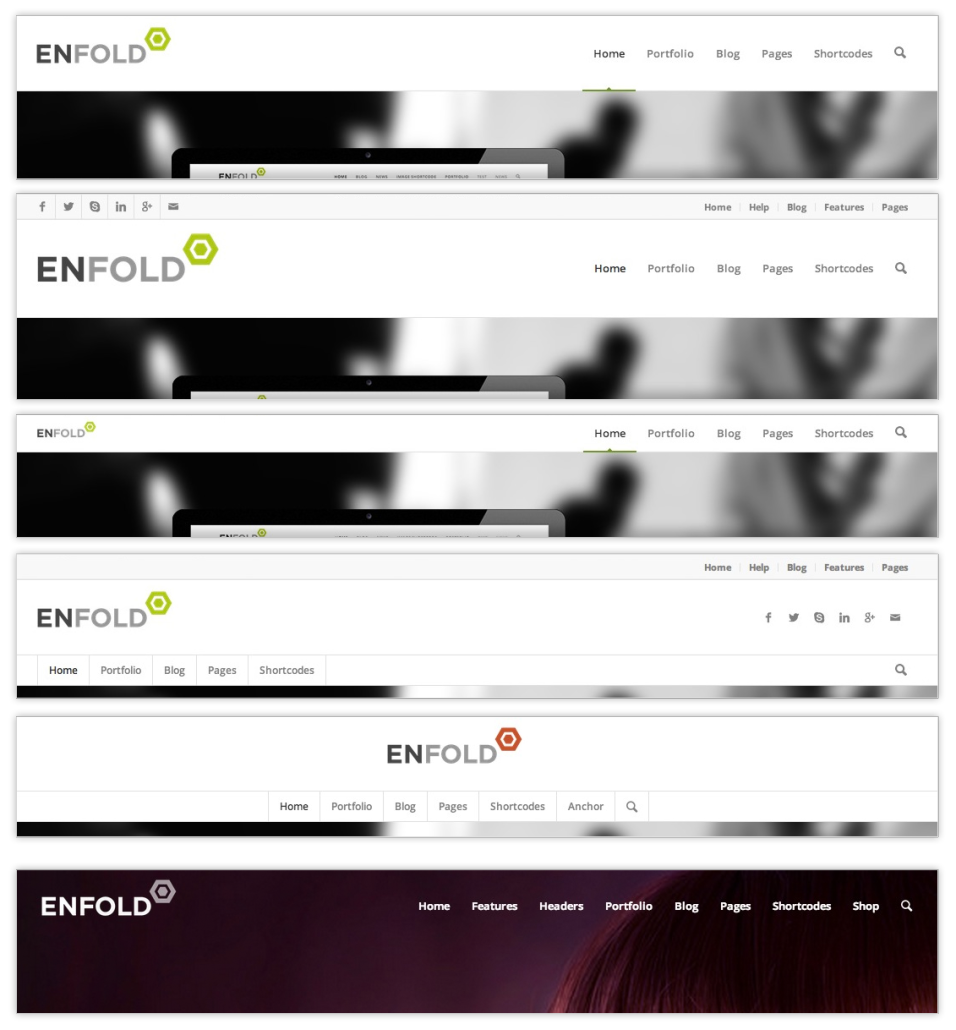 ENFOLD
Home Portfolio Blog Pages Shortcodes
ENFOLD HOME BLOG NEWS IMAGE SHORTCODE PORTFOLIO TEXT NEWS
Home Help Blog Features Pages
ENFOLD
Home Portfolio Blog Pages Shortcodes
ENFOLD
Home Portfolio Blog Pages Shortcodes
ENFOLD
Home Help Blog Features Pages
ENFOLD
Home Portfolio Blog Pages Shortcodes
ENFOLD
Home Portfolio Blog Pages Shortcodes Anchor
ENFOLD
Home Features Headers Portfolio Blog Pages Shortcodes Shop